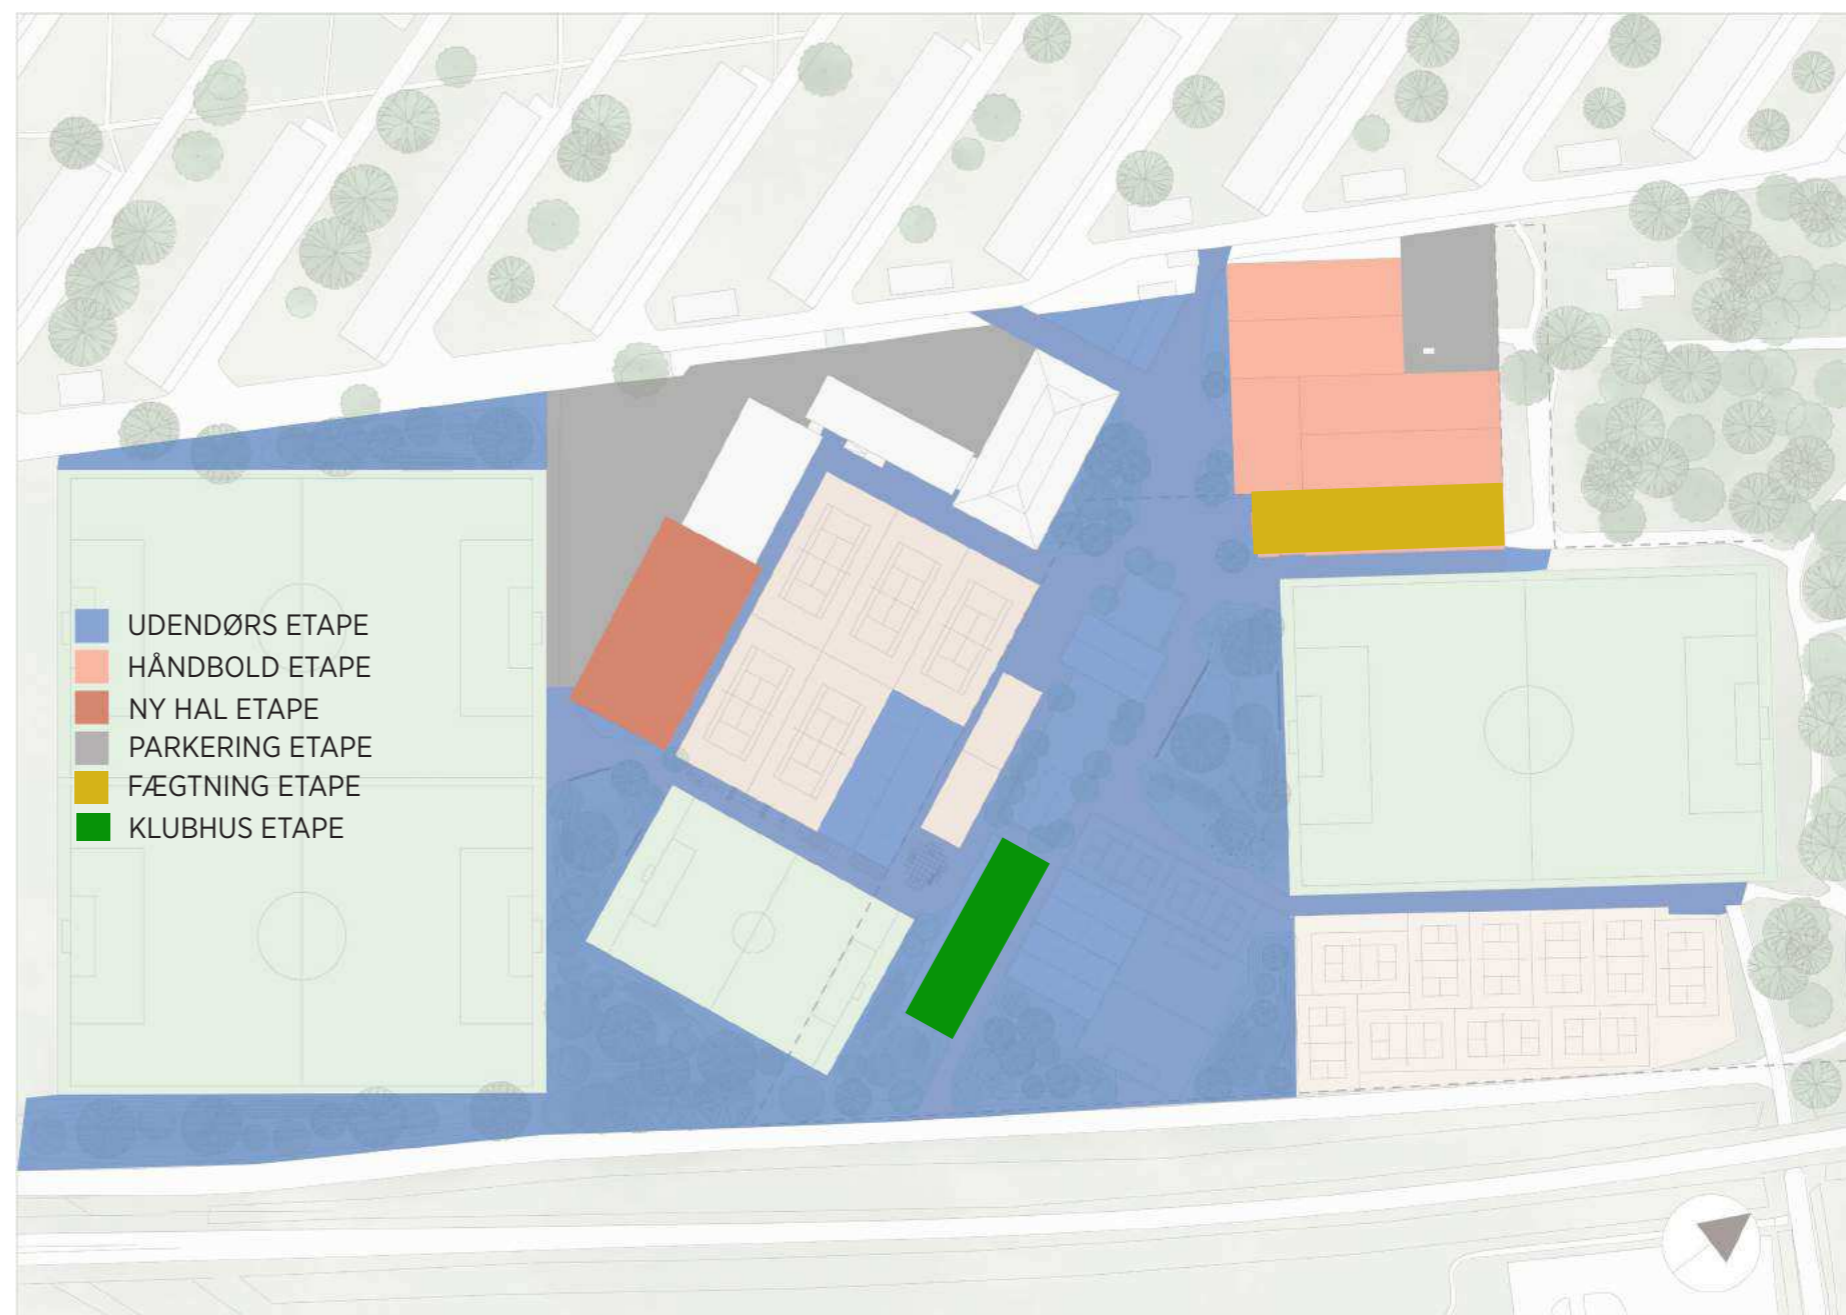 UDENDØRS ETAPE
HÅNDBOLD ETAPE
NY HAL ETAPE
PARKERING ETAPE
FÆGTNING ETAPE
KLUBHUS ETAPE